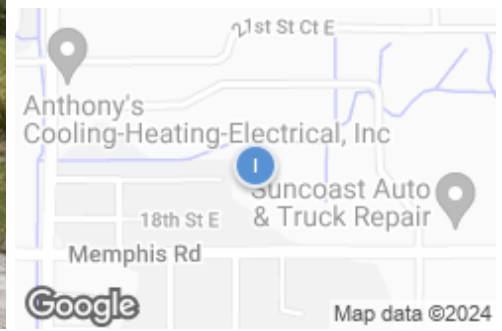 21st St Ct E
Anthony's
Cooling-Heating-Electrical, Inc
I
Suncoast Auto
& Truck Repair
18th St E
Memphis Rd
Google
Map data ©2024